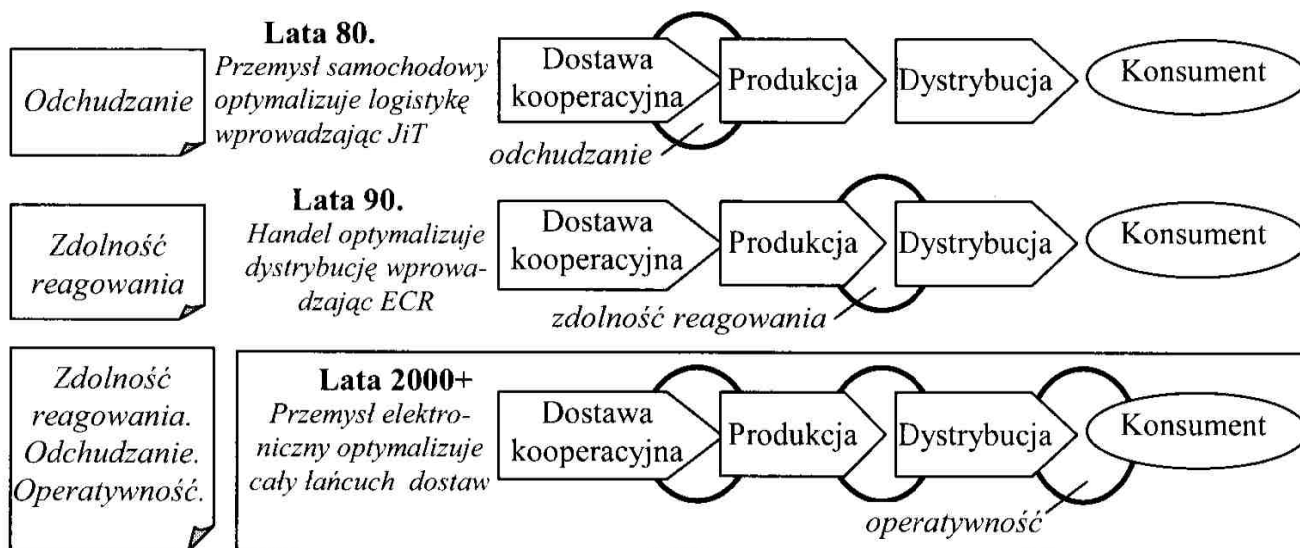 Odchudzanie
Lata 80.
Przemysł samochodowy
optymalizuje logistykę
wprowadzając JiT
Dostawa
kooperacyjna
Produkcja
Dystrybucja
Konsument
odchudzanie
Zdolność
reagowania
Lata 90.
Handel optymalizuje
dystrybucję wprowa-
dzając ECR
Dostawa
kooperacyjna
Produkcja
Dystrybucja
Konsument
zdolność reagowania
Zdolność
reagowania.
Odchudzanie.
Operatywność.
Lata 2000+
Przemysł elektro-
niczny optymalizuje
cały łańcuch dostaw
Dostawa
kooperacyjna
Produkcja
Dystrybucja
Konsument
operatywność